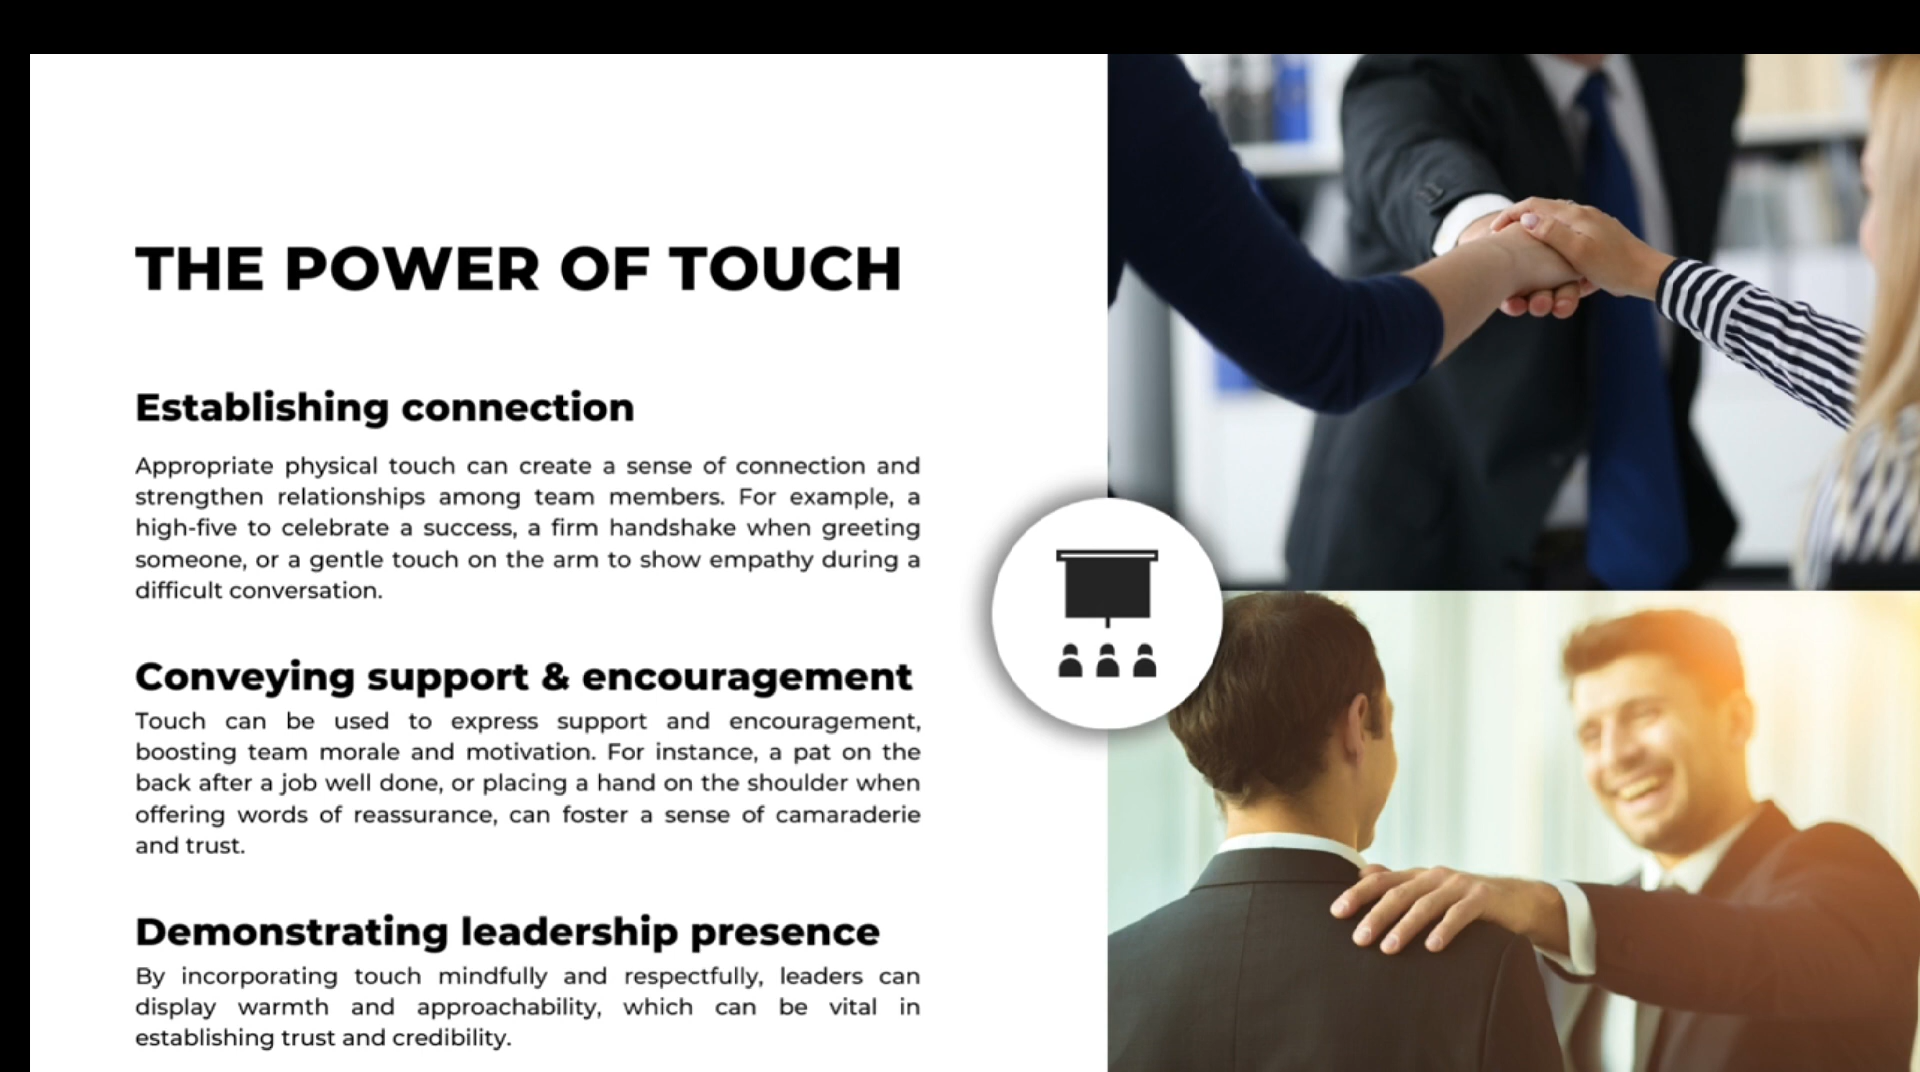 THE POWER OF TOUCH
Establishing connection
Appropriate physical touch can create a sense of connection and
strengthen relationships among team members. For example, a
high-five to celebrate a success, a firm handshake when greeting
someone, or a gentle touch on the arm to show empathy during a
difficult conversation.
Conveying support & encouragement
Touch can be used to express support and encouragement,
boosting team morale and motivation. For instance, a pat on the
back after a job well done, or placing a hand on the shoulder when
offering words of reassurance, can foster a sense of camaraderie
and trust.
Demonstrating leadership presence
By incorporating touch mindfully and respectfully, leaders can
display warmth and approachability, which can be vital in
establishing trust and credibility.